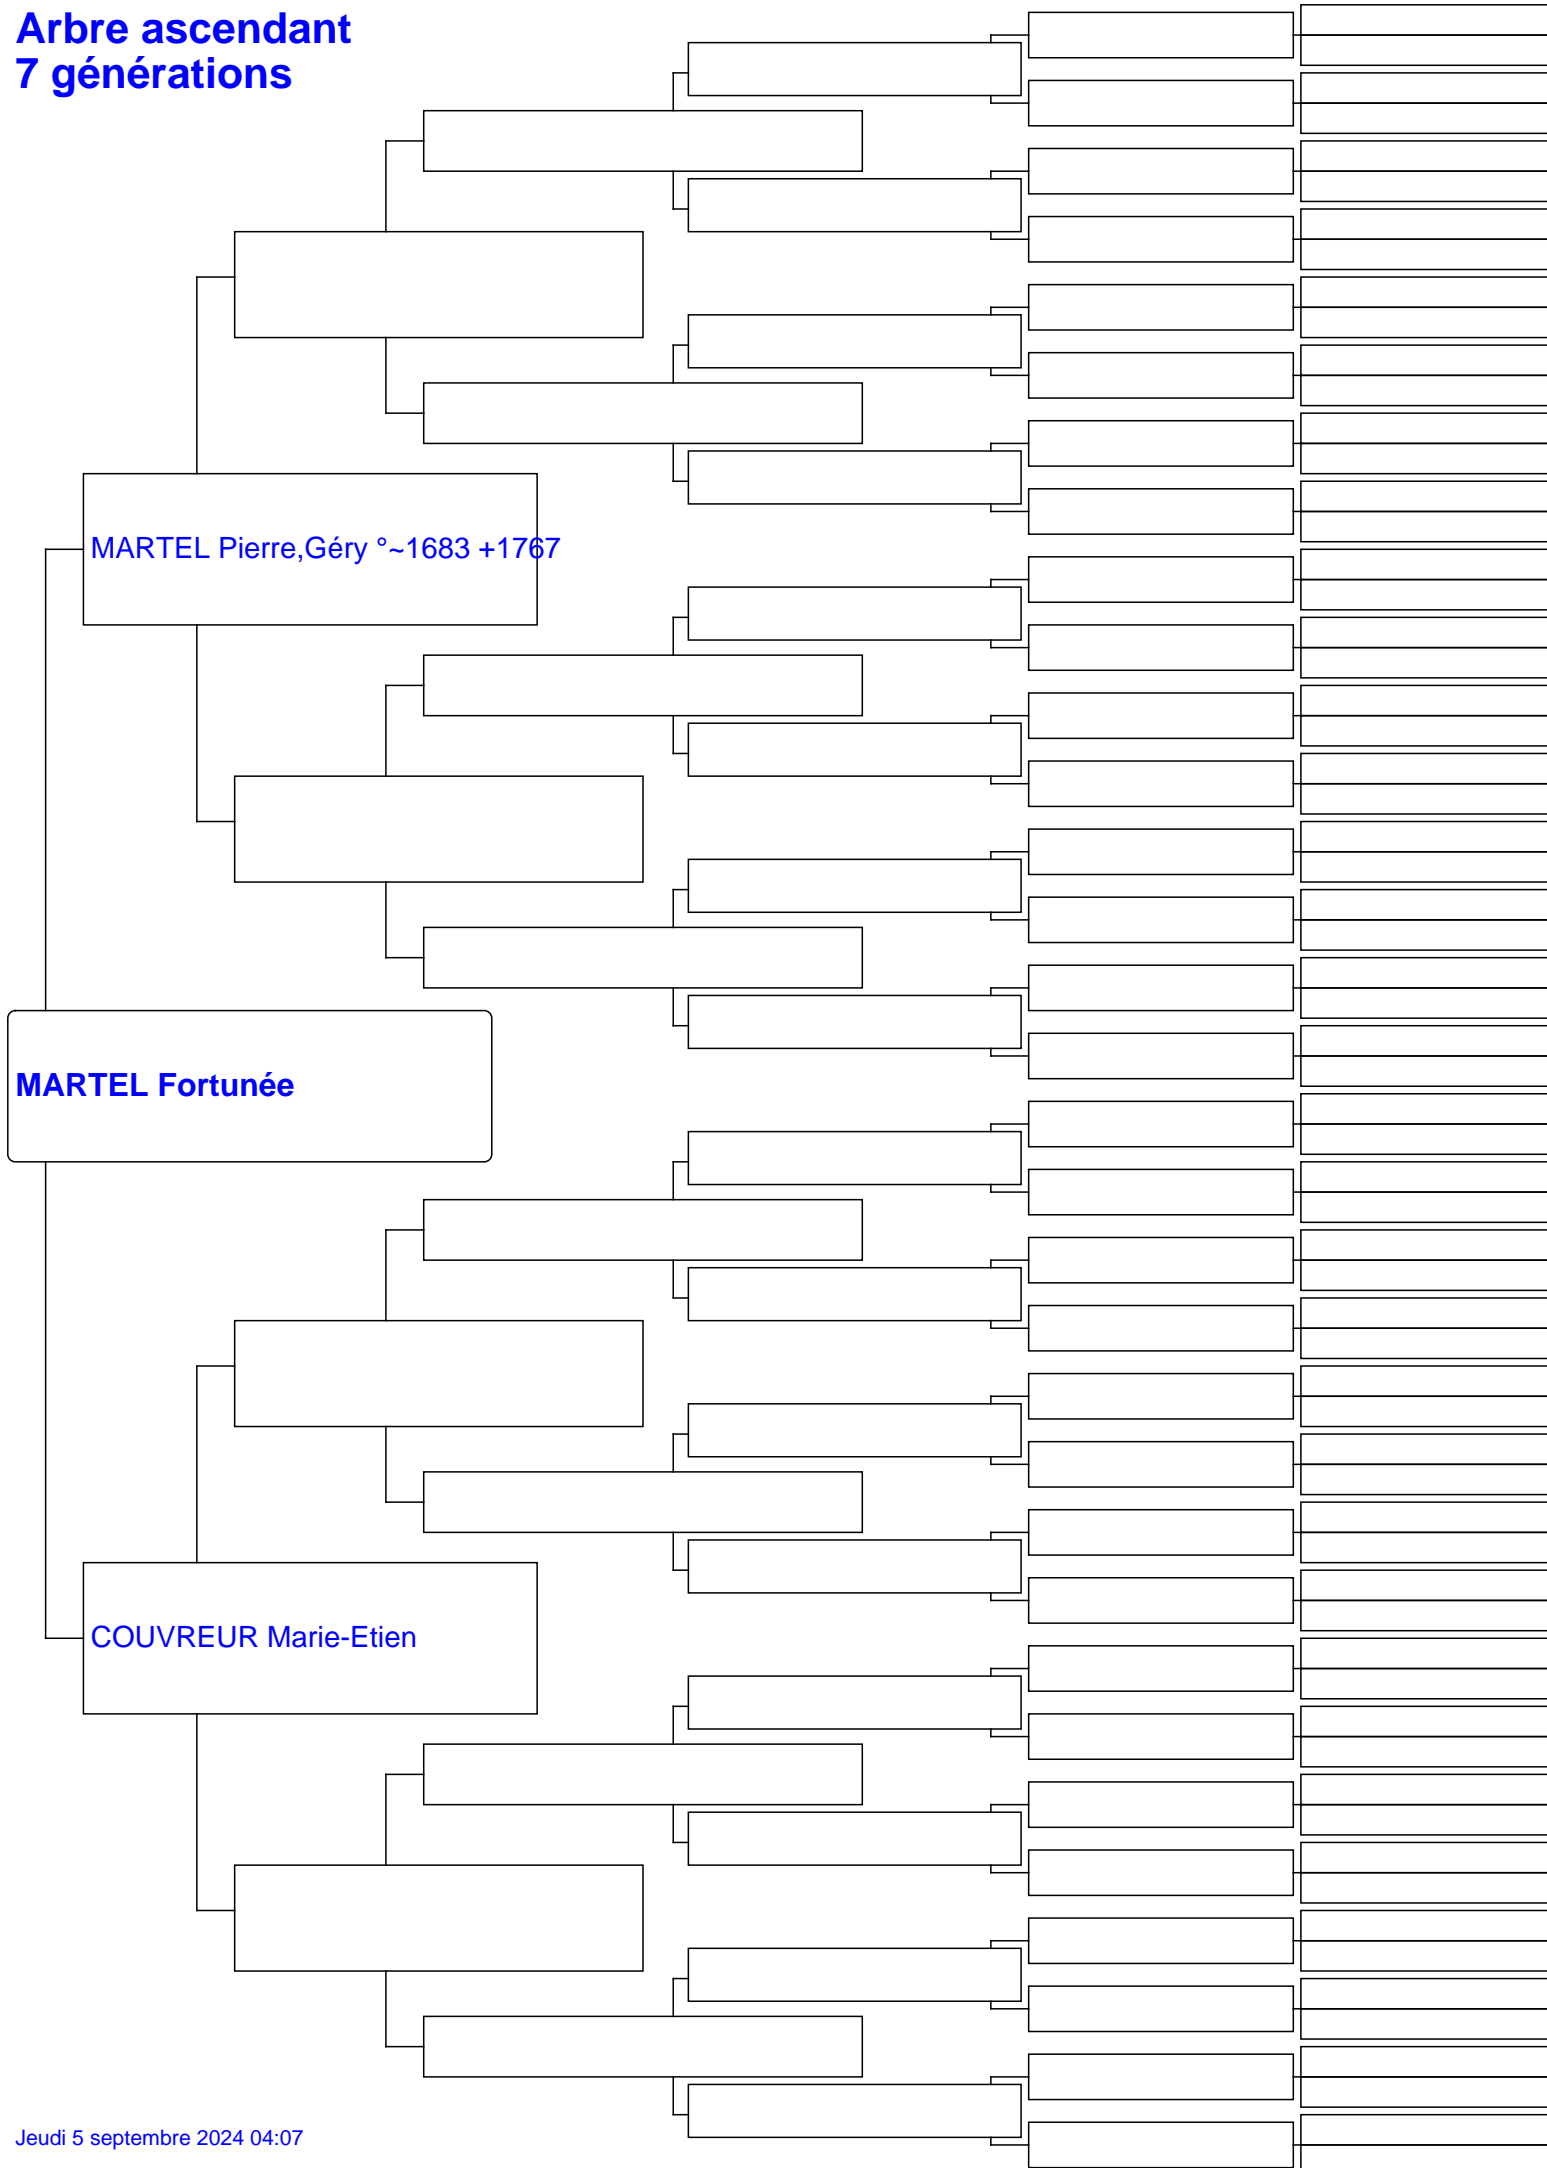 Arbre ascendant
7 générations
MARTEL Pierre,Géry °~1683 +1767
MARTEL Fortunée
COUVREUR Marie-Etien
Jeudi 5 septembre 2024 04:07